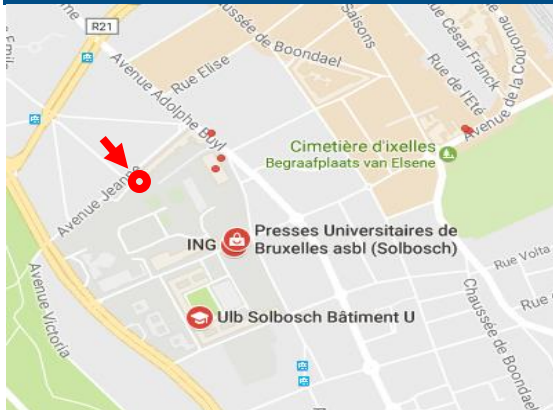 R21
Chaussée de Boondael
Saisons
Rue César Franck
Avenue de la Couronne
Rue Elise
Rue de l'Eté
Avenue Adolphe Buyl
Cimetière d'ixelles
Begraafplaats van Elsene
Avenue Jeanne
ING
Presses Universitaires de
Bruxelles asbl (Solbosch)
Rue Volta
Avenue Victoria
Rue
Chaussée de Boondael
Ulb Solbosch Bâtiment U